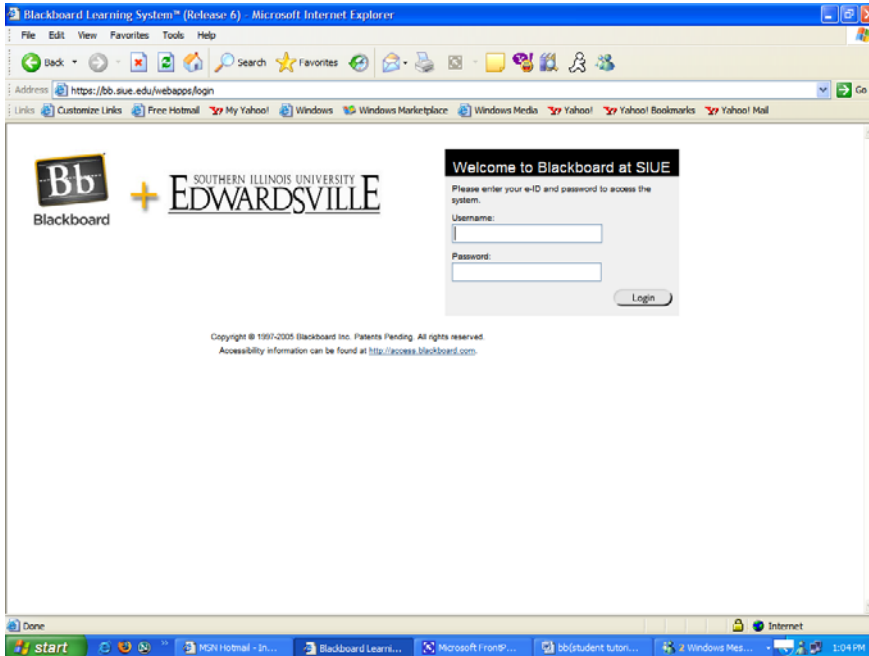 Blackboard Learning System™ (Release 6) - Microsoft Internet Explorer
File Edit View Favorites Tools Help
Back Search Favorites
Address https://bb.siue.edu/webapps/login Go
Links Customize Links Free Hotmail My Yahoo! Windows Windows Marketplace Windows Media Yahoo! Yahoo! Bookmarks Yahoo! Mail
Bb
Blackboard
+
SOUTHERN ILLINOIS UNIVERSITY
EDWARDSVILLE
Welcome to Blackboard at SIUE
Please enter your e-ID and password to access the
system.
Username:
Password:
Login
Copyright © 1997-2005 Blackboard Inc. Patents Pending. All rights reserved.
Accessibility information can be found at http://access.blackboard.com.
Done Internet
start MSN Hotmail - In... Blackboard Learni... Microsoft FrontP... bb(student tutori... 2 Windows Mes... 1:04 PM